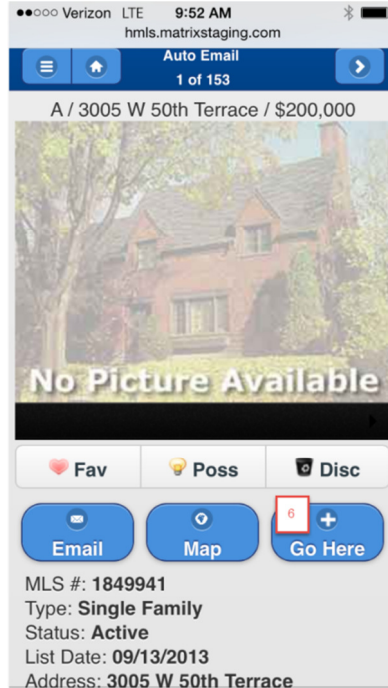 Verizon LTE 9:52 AM
hmls.matrixstaging.com
Auto Email
1 of 153
A / 3005 W 50th Terrace / $200,000
No Picture Available
Fav Poss Disc
6
Email Map Go Here
MLS #: 1849941
Type: Single Family
Status: Active
List Date: 09/13/2013
Address: 3005 W 50th Terrace